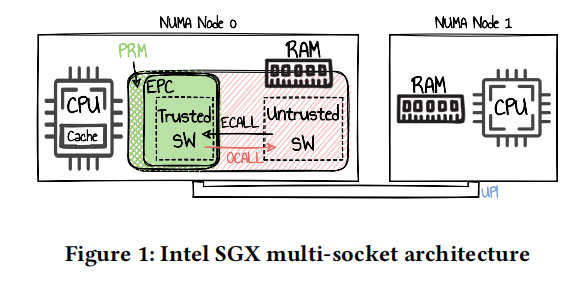 NUMA Node 0
NUMA Node 1
PRM
RAM
EPC
CPU
Cache
Trusted
SW
ECALL
OCALL
Untrusted
SW
RAM
CPU
UPI
Figure 1: Intel SGX multi-socket architecture